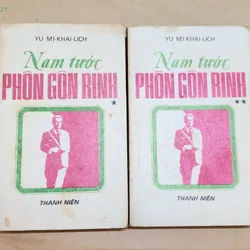 YU MI-KHAI-LICH
Nam tước
PHÔN GÔN RINH
*
THANH NIÊN
YU MI-KHAI-LICH
Nam tước
PHÔN GÔN RINH
**
THANH NIÊN